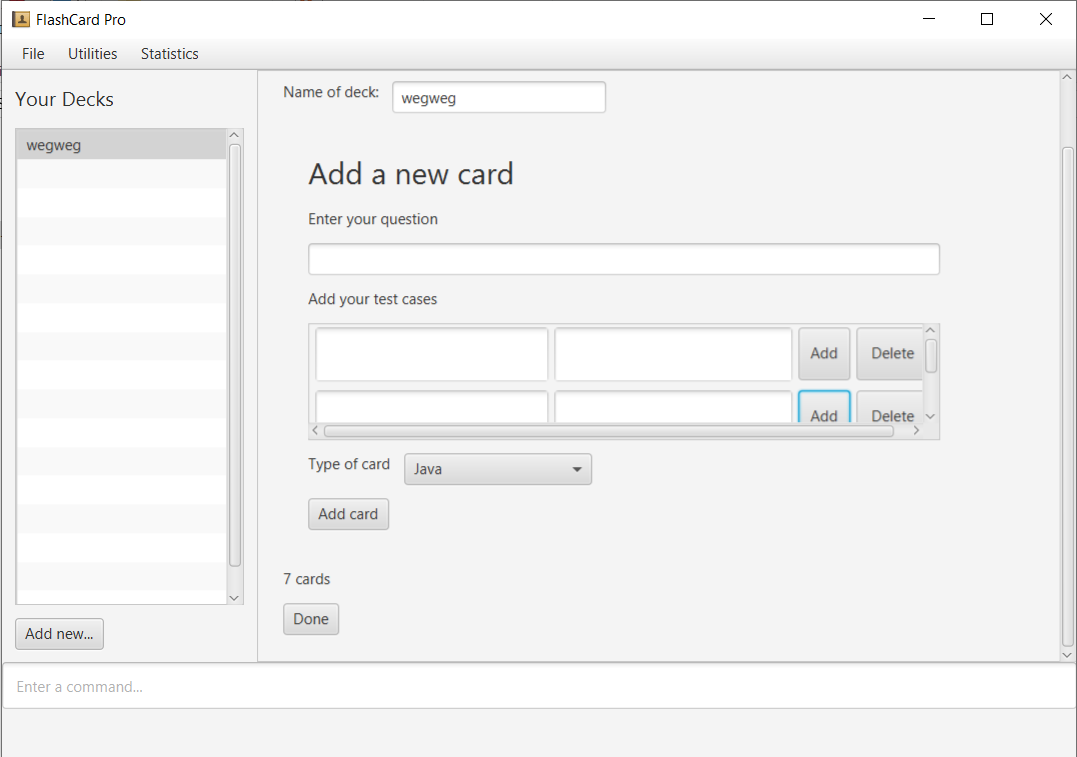 FlashCard Pro
File Utilities Statistics
Your Decks
wegweg
Add new...
Name of deck: wegweg
Add a new card
Enter your question
Add your test cases
Add Delete
Add Delete
Type of card Java
Add card
7 cards
Done
Enter a command...